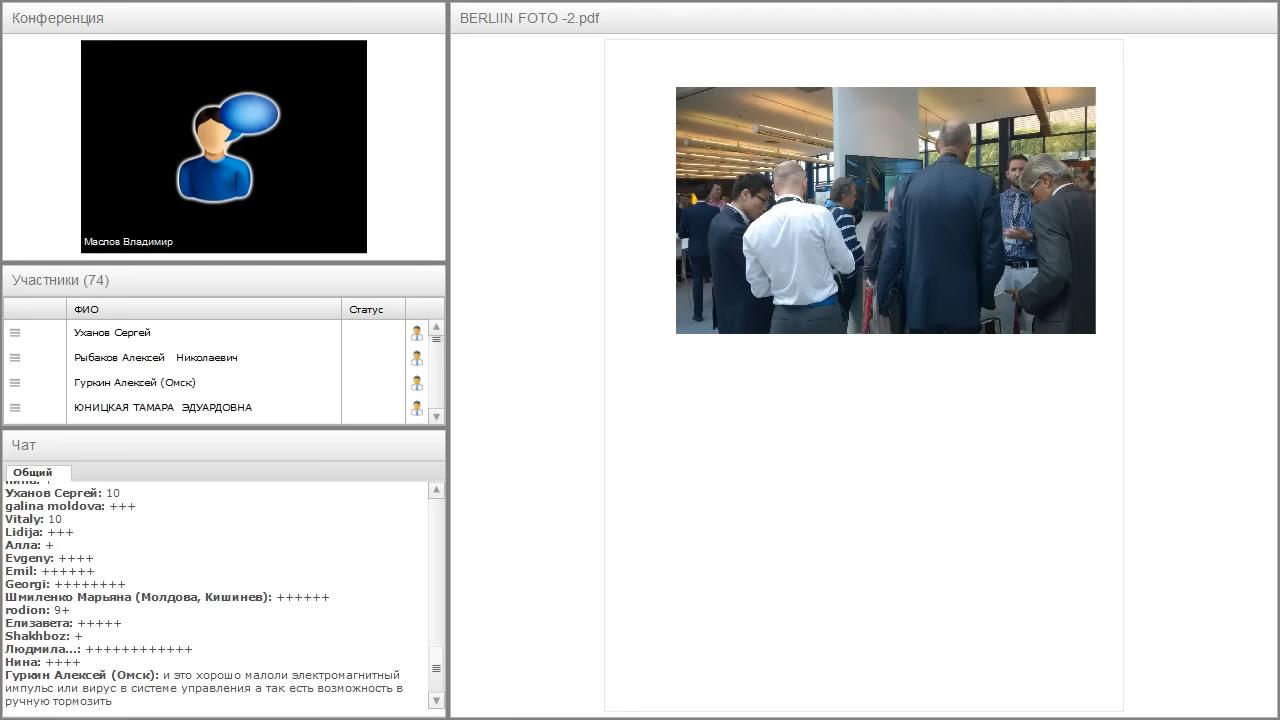 Конференция
Маслов Владимир
Участники (74)
ФИО Статус
Уханов Сергей
Рыбаков Алексей Николаевич
Гуркин Алексей (Омск)
ЮНИЦКАЯ ТАМАРА ЭДУАРДОВНА
Чат
Общий
Уханов Сергей: 10
galina moldova: +++
Vitaly: 10
Lidija: +++
Алла: +
Evgeny: ++++
Emil: ++++++
Georgi: ++++++++
Шмиленко Марьяна (Молдова, Кишинев): ++++++
rodion: 9+
Елизавета: +++++
Shakhboz: +
Людмила...: ++++++++++++
Нина: ++++
Гуркин Алексей (Омск): и это хорошо малоли электромагнитный
импульс или вирус в системе управления а так есть возможность в
ручную тормозить
BERLIIN FOTO -2.pdf